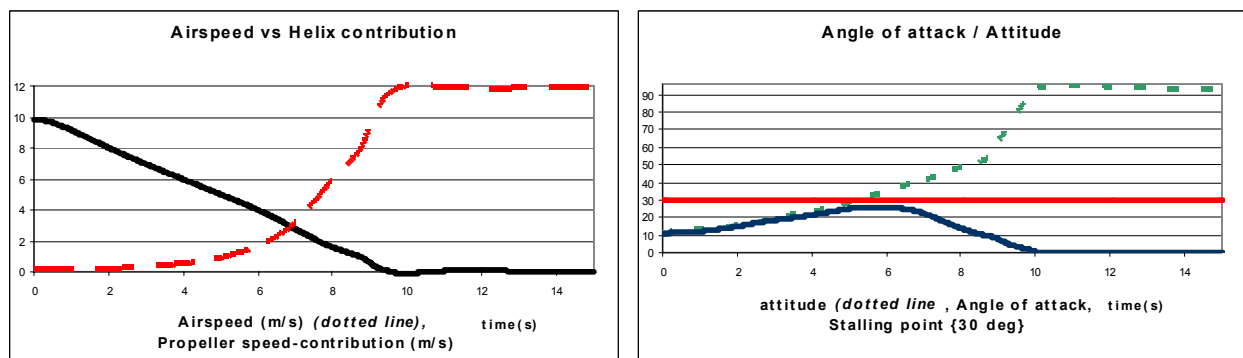 Airspeed vs Helix contribution
12
10
8
6
4
2
0
0 2 4 6 8 10 12 14
Airspeed (m/s) (dotted line), time(s)
Propeller speed-contribution (m/s)
Angle of attack / Attitude
90
80
70
60
50
40
30
20
10
0
0 2 4 6 8 10 12 14
attitude (dotted line , Angle of attack, time(s)
Stalling point {30 deg}